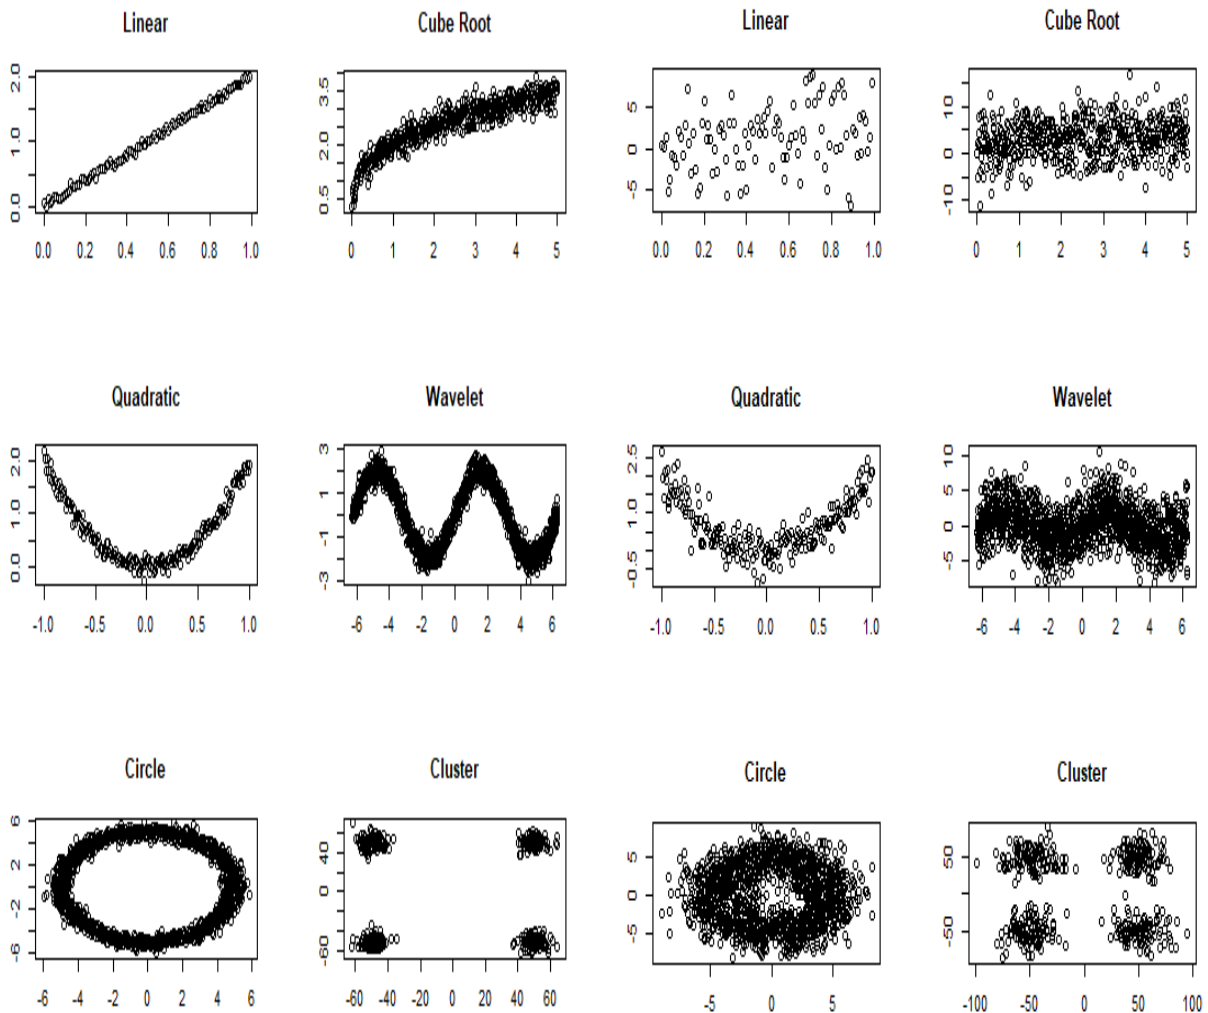 Linear
Cube Root
Linear
Cube Root
2.0
1.0
0.0
0.0 0.2 0.4 0.6 0.8 1.0
3.5
2.0
0.5
0 1 2 3 4 5
5
0
-5
0.0 0.2 0.4 0.6 0.8 1.0
10
0
-10
0 1 2 3 4 5
Quadratic
Wavelet
Quadratic
Wavelet
2.0
1.0
0.0
-1.0 -0.5 0.0 0.5 1.0
3
1
-1
-3
-6 -4 -2 0 2 4 6
2.5
1.0
-0.5
-1.0 -0.5 0.0 0.5 1.0
10
5
0
-5
-6 -4 -2 0 2 4 6
Circle
Cluster
Circle
Cluster
6
2
-2
-6
-6 -4 -2 0 2 4 6
40
0
-60
-60 -40 -20 0 20 40 60
5
0
-5
-5 0 5
50
-50
-100 -50 0 50 100